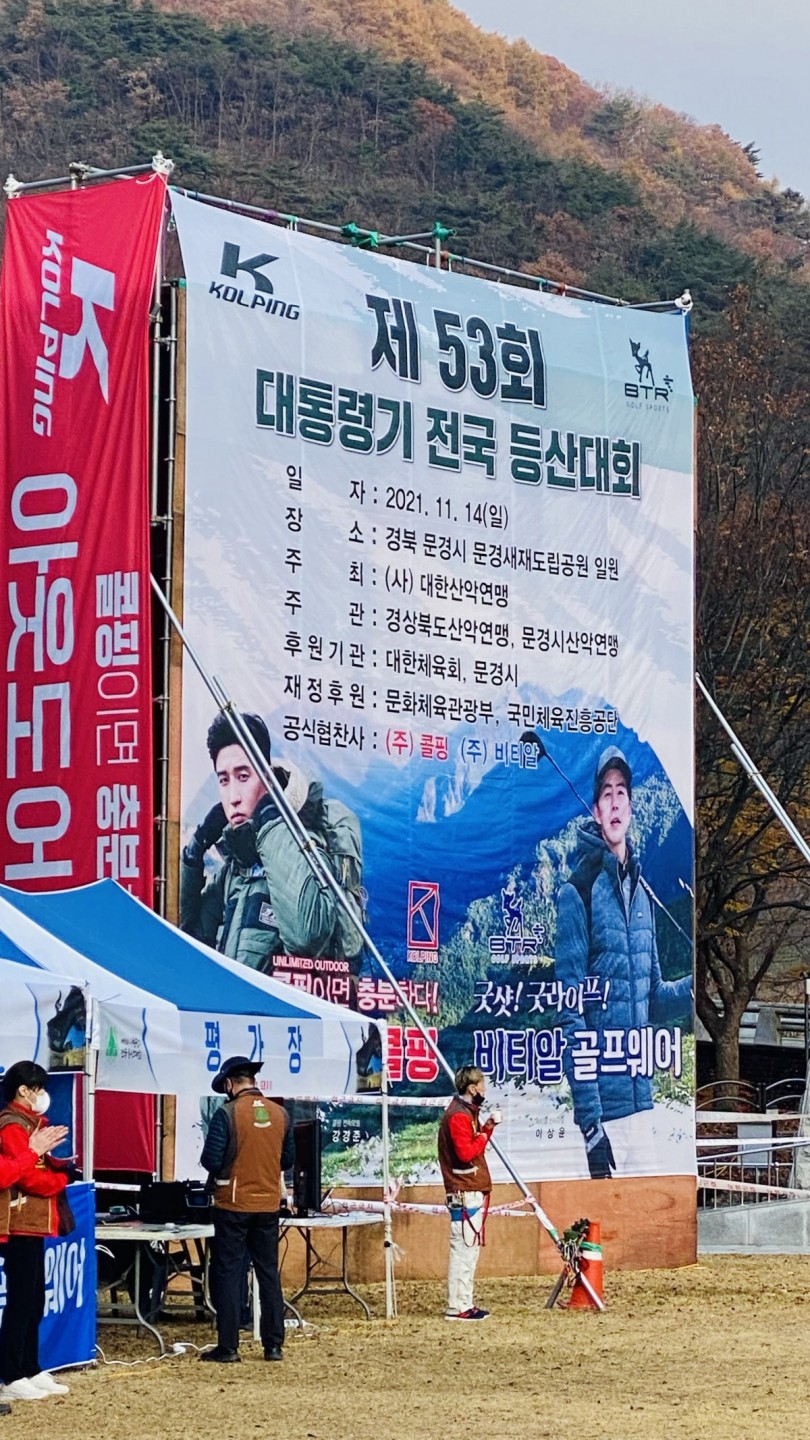 KOLPING
아웃도어
콜핑이면 충분
KOLPING
제 53회
BTR
GOLF SPORTS
대통령기 전국 등산대회
일 자 : 2021. 11. 14(일)
장 소 : 경북 문경시 문경새재도립공원 일원
주 최 : (사) 대한산악연맹
주 관 : 경상북도산악연맹, 문경시산악연맹
후원기관 : 대한체육회, 문경시
재정후원 : 문화체육관광부, 국민체육진흥공단
공식협찬사 : (주) 콜핑 (주) 비티알
KOLPING
BTR
GOLF SPORTS
UNLIMITED OUTDOOR
콜핑이면 충분하다!
콜핑
굿샷! 굿라이프!
비티알 골프웨어
강경준
이상윤
평가장
웨어